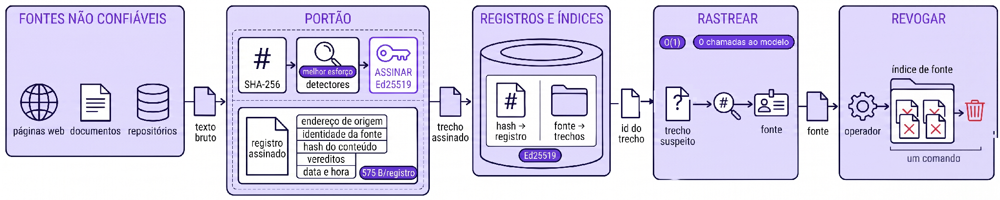 FONTES NÃO CONFIÁVEIS
páginas web
documentos
repositórios
texto
bruto
PORTÃO
#
SHA-256
melhor esforço
detectores
ASSINAR
Ed25519
registro
assinado
endereço de origem
identidade da fonte
hash do conteúdo
vereditos
data e hora
575 B/registro
trecho
assinado
REGISTROS E ÍNDICES
#
hash →
registro
fonte →
trechos
Ed25519
id do
trecho
RASTREAR
O(1)
0 chamadas ao modelo
?
trecho
suspeito
#
fonte
fonte
REVOGAR
operador
índice de fonte
um comando